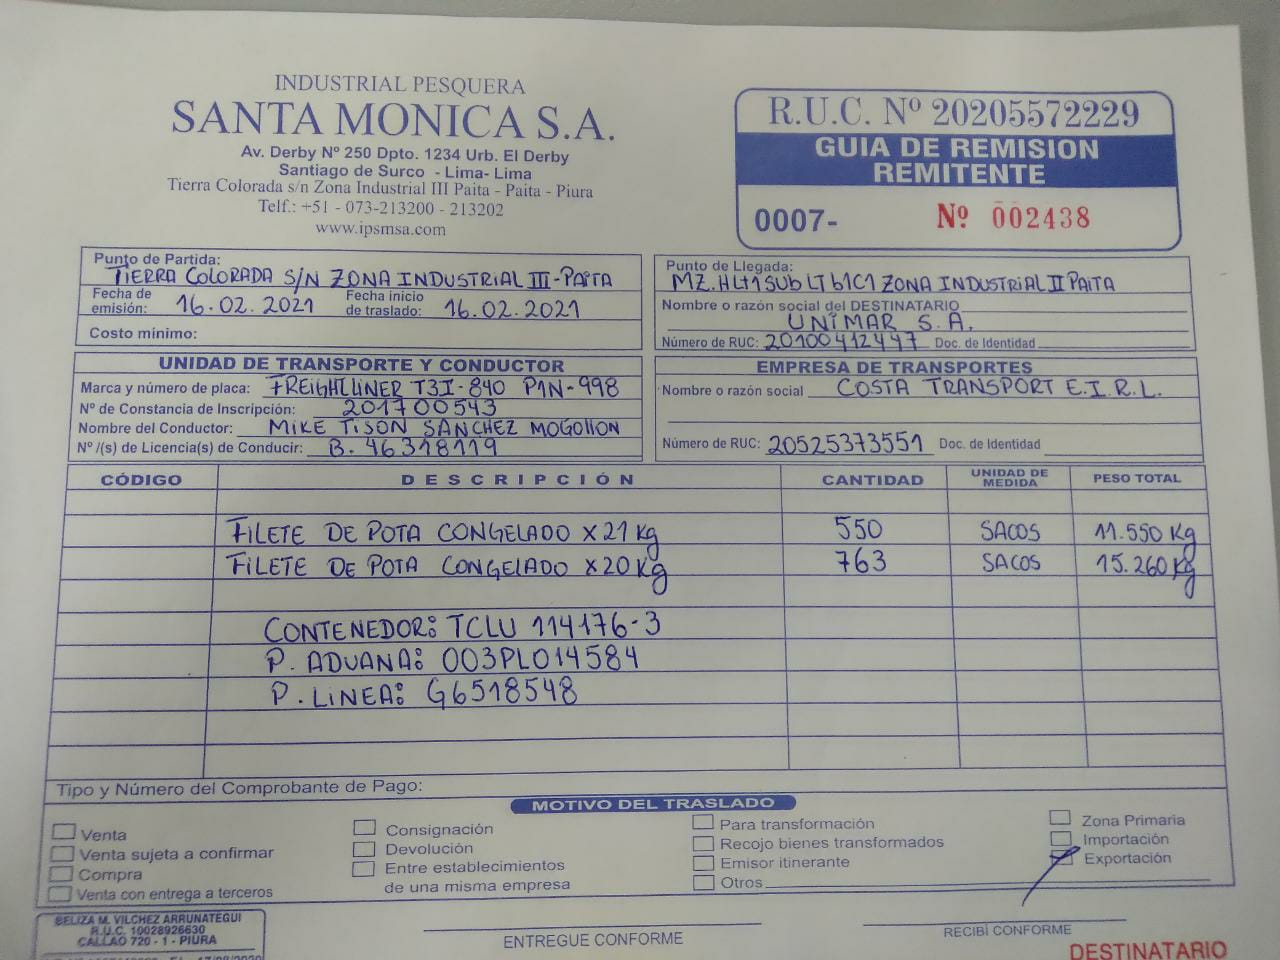 INDUSTRIAL PESQUERA
SANTA MONICA S.A.
Av. Derby Nº 250 Dpto. 1234 Urb. El Derby
Santiago de Surco - Lima- Lima
Tierra Colorada s/n Zona Industrial III Paita - Paita - Piura
Telf.: +51 - 073-213200 - 213202
www.ipsmsa.com
R.U.C. Nº 20205572229
GUIA DE REMISION
REMITENTE
0007- Nº 002438
Punto de Partida:
TIERRA COLORADA S/N ZONA INDUSTRIAL III-PAITA
Fecha de emisión: 16.02.2021 Fecha inicio de traslado: 16.02.2021
Costo mínimo:
Punto de Llegada:
MZ.HLt1SUb LT b1C1 ZONA INDUSTRIAL II PAITA
Nombre o razón social del DESTINATARIO
UNIMAR S.A.
Número de RUC: 20100412447 Doc. de Identidad
UNIDAD DE TRANSPORTE Y CONDUCTOR
Marca y número de placa: FREIGHTLINER T3I-840 P1N-998
Nº de Constancia de Inscripción: 201700543
Nombre del Conductor: MIKE TISON SANCHEZ MOGOLLON
Nº /(s) de Licencia(s) de Conducir: B. 46318119
EMPRESA DE TRANSPORTES
Nombre o razón social COSTA TRANSPORT E.I.R.L.
Número de RUC: 20525373551 Doc. de Identidad
CÓDIGO DESCRIPCIÓN CANTIDAD UNIDAD DE MEDIDA PESO TOTAL
FILETE DE POTA CONGELADO X 21 Kg 550 SACOS 11.550 Kg
FILETE DE POTA CONGELADO X 20 Kg 763 SACOS 15.260 Kg
CONTENEDOR: TCLU 114176-3
P. ADUANA: 003PL014584
P. LINEA: G6518548
Tipo y Número del Comprobante de Pago:
MOTIVO DEL TRASLADO
Venta
Venta sujeta a confirmar
Compra
Venta con entrega a terceros
Consignación
Devolución
Entre establecimientos
de una misma empresa
Para transformación
Recojo bienes transformados
Emisor itinerante
Otros
Zona Primaria
Importación
Exportación
BELIZA M. VILCHEZ ARRUNATEGUI
R.U.C. 10028926630
CALLAO 720 - 1 - PIURA
ENTREGUE CONFORME
RECIBÍ CONFORME
DESTINATARIO